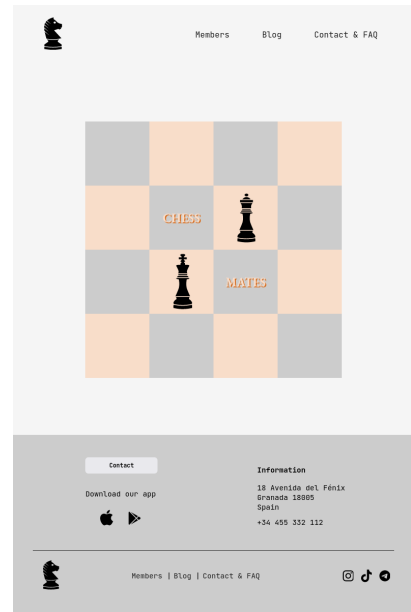 Members Blog Contact & FAQ
CHESS
MATES
Contact
Download our app
Information
18 Avenida del Fénix
Granada 18005
Spain
+34 455 332 112
Members | Blog | Contact & FAQ